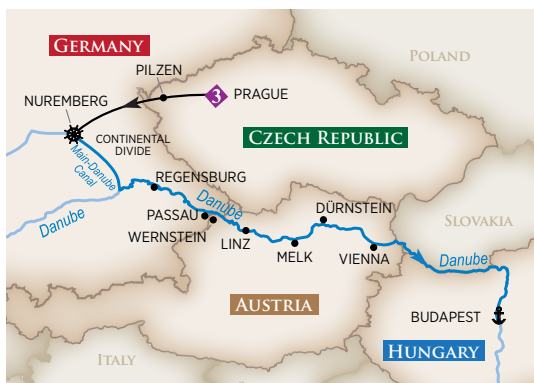 GERMANY
POLAND
PILZEN
3
PRAGUE
NUREMBERG
CONTINENTAL
DIVIDE
CZECH REPUBLIC
Main-Danube
Canal
REGENSBURG
Danube
Danube
PASSAU
WERNSTEIN
LINZ
DÜRNSTEIN
MELK
VIENNA
SLOVAKIA
Danube
AUSTRIA
BUDAPEST
HUNGARY
ITALY